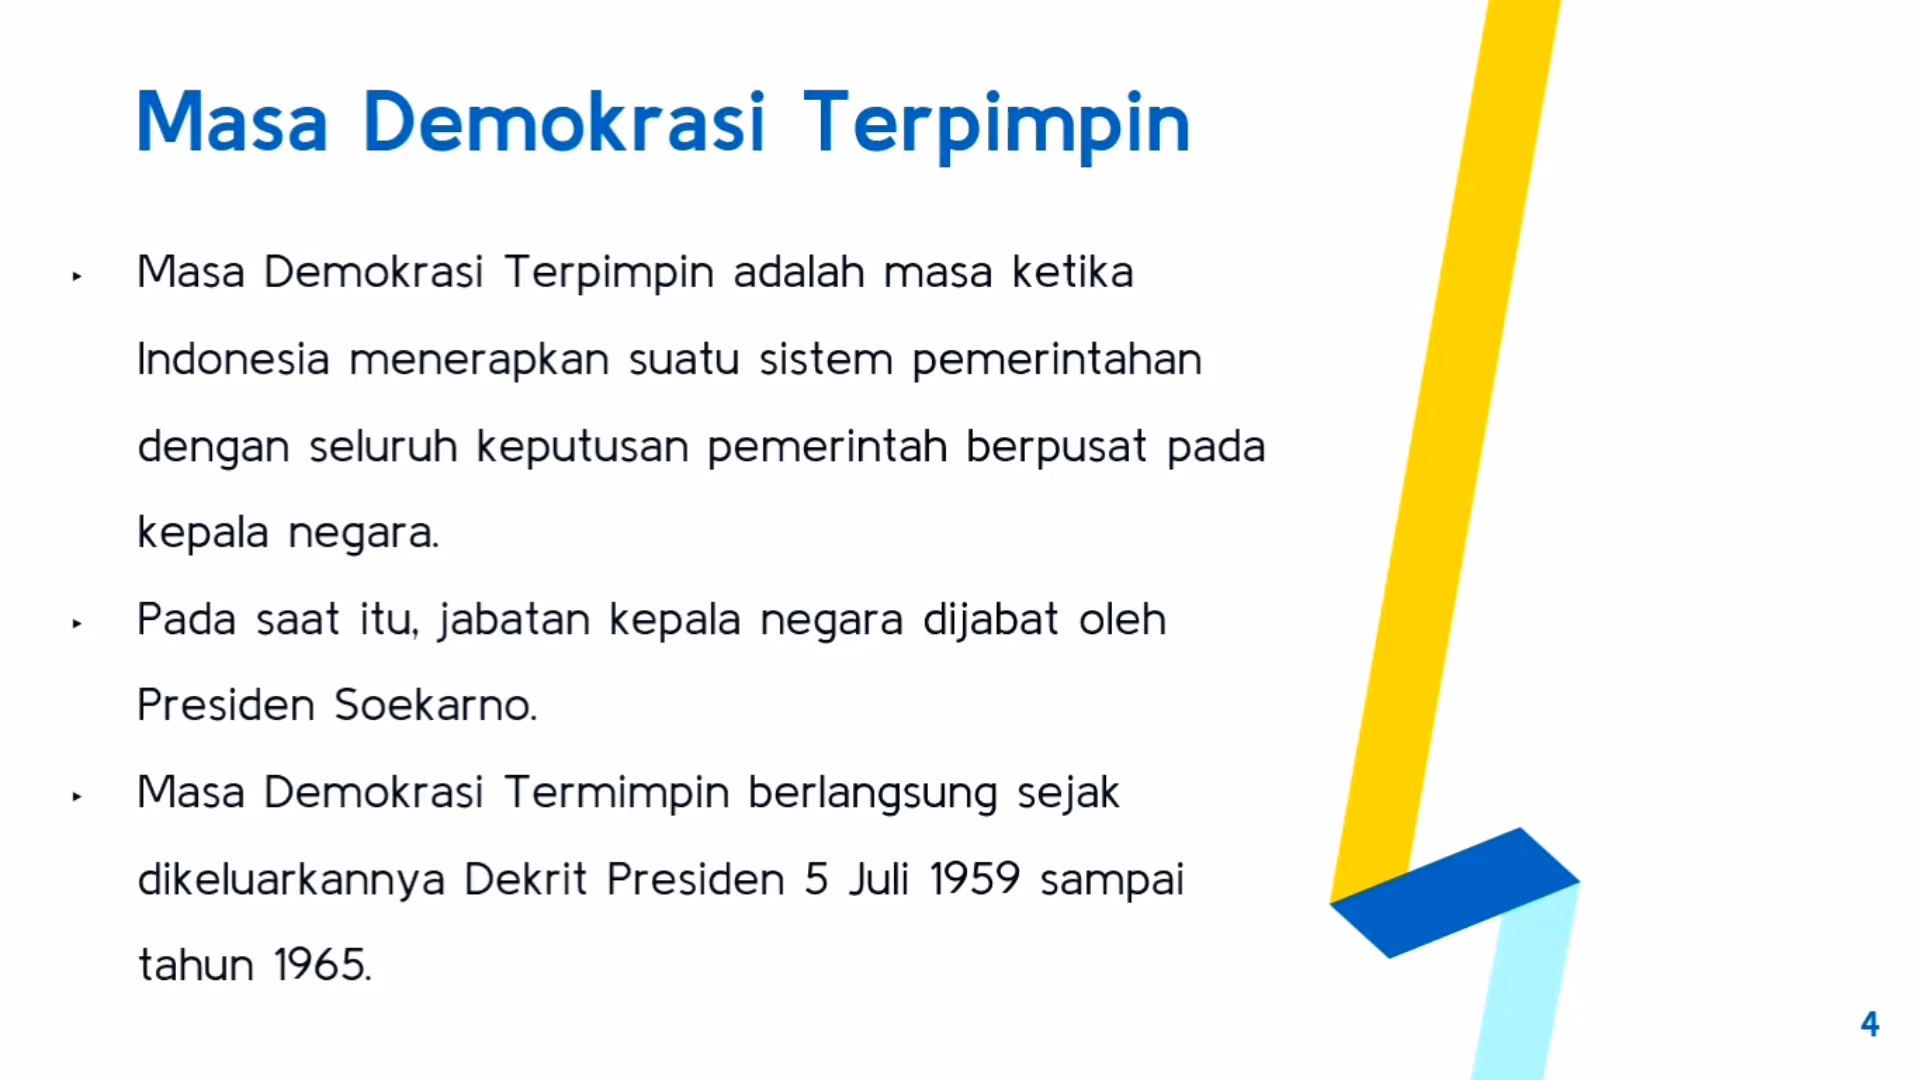 Masa Demokrasi Terpimpin
‣ Masa Demokrasi Terpimpin adalah masa ketika
Indonesia menerapkan suatu sistem pemerintahan
dengan seluruh keputusan pemerintah berpusat pada
kepala negara.
‣ Pada saat itu, jabatan kepala negara dijabat oleh
Presiden Soekarno.
‣ Masa Demokrasi Termimpin berlangsung sejak
dikeluarkannya Dekrit Presiden 5 Juli 1959 sampai
tahun 1965.
4